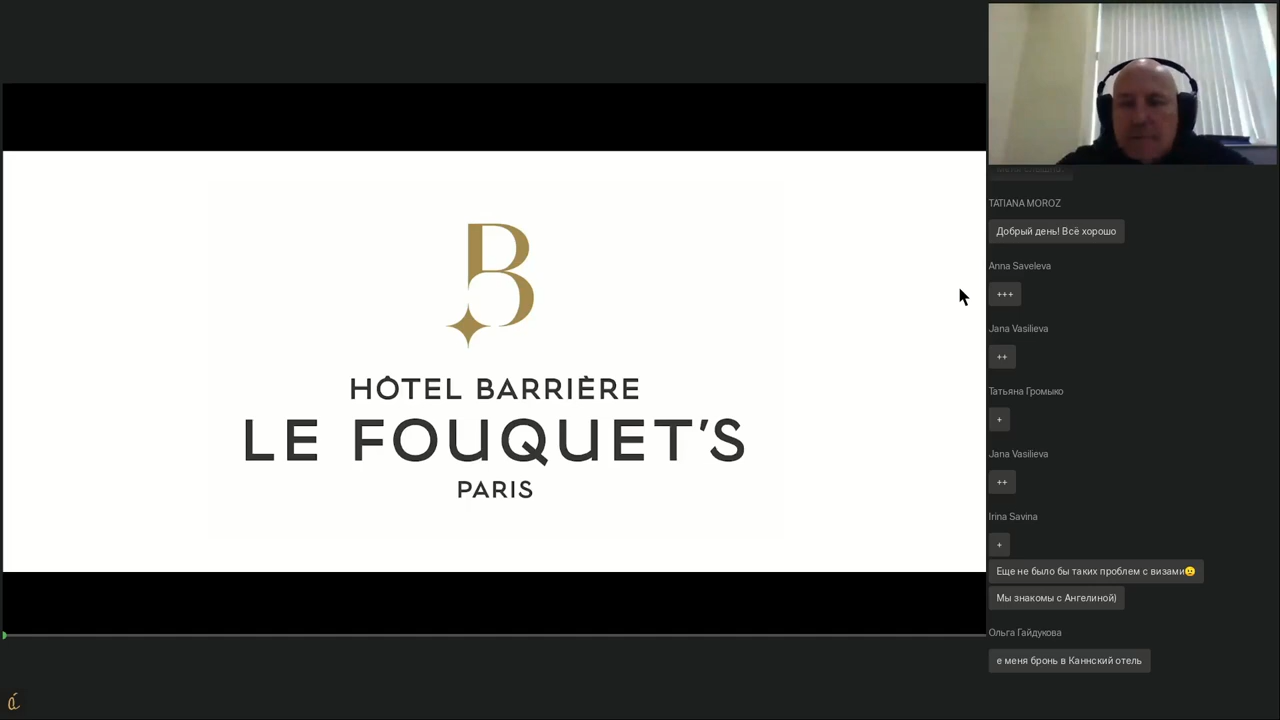 B
HÔTEL BARRIÈRE
LE FOUQUET'S
PARIS
TATIANA MOROZ
Добрый день! Всё хорошо
Anna Saveleva
+++
Jana Vasilieva
++
Татьяна Громыко
+
Jana Vasilieva
++
Irina Savina
+
Еще не было бы таких проблем с визами🤨
Мы знакомы с Ангелиной)
Ольга Гайдукова
е меня бронь в Каннский отель
á